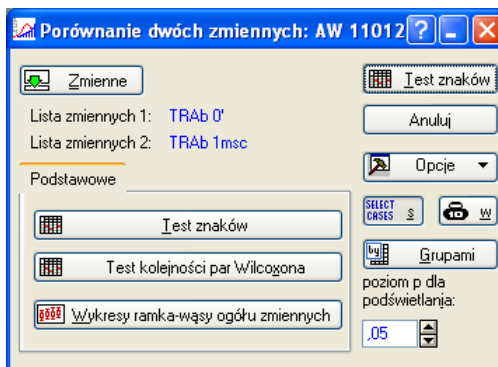 Porównanie dwóch zmiennych: AW 11012
Zmienne
Lista zmiennych 1: TRAb 0'
Lista zmiennych 2: TRAb 1msc
Podstawowe
Test znaków
Test kolejności par Wilcoxona
Wykresy ramka-wąsy ogółu zmiennych
Test znaków
Anuluj
Opcje
SELECT CASES S
W
by
Grupami
poziom p dla
podświetlania:
,05